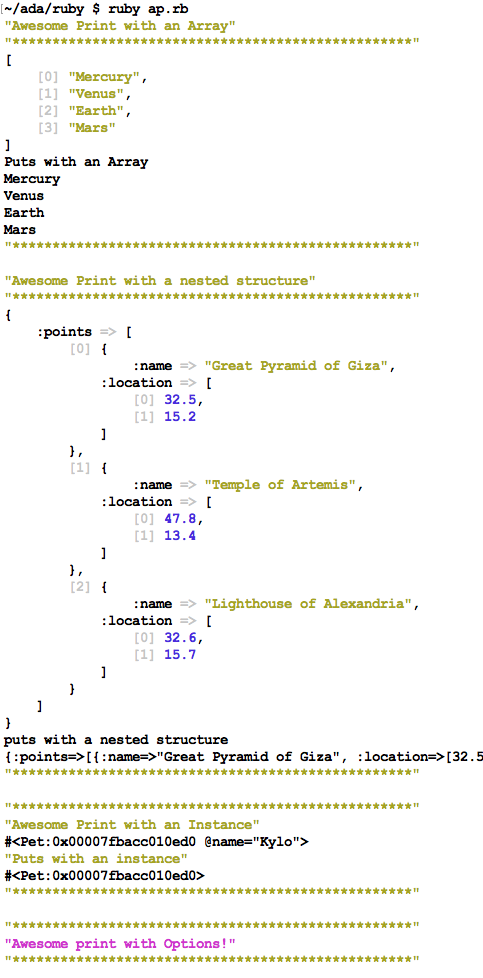 [~/ada/ruby $ ruby ap.rb
"Awesome Print with an Array"
"**************************************************"
[
    [0] "Mercury",
    [1] "Venus",
    [2] "Earth",
    [3] "Mars"
]
Puts with an Array
Mercury
Venus
Earth
Mars
"**************************************************"
"Awesome Print with a nested structure"
"**************************************************"
{
    :points => [
        [0] {
                :name => "Great Pyramid of Giza",
            :location => [
                [0] 32.5,
                [1] 15.2
            ]
        },
        [1] {
                :name => "Temple of Artemis",
            :location => [
                [0] 47.8,
                [1] 13.4
            ]
        },
        [2] {
                :name => "Lighthouse of Alexandria",
            :location => [
                [0] 32.6,
                [1] 15.7
            ]
        }
    ]
}
puts with a nested structure
{:points=>[{:name=>"Great Pyramid of Giza", :location=>[32.5
"**************************************************"
"**************************************************"
"Awesome Print with an Instance"
#<Pet:0x00007fbacc010ed0 @name="Kylo">
"Puts with an instance"
#<Pet:0x00007fbacc010ed0>
"**************************************************"
"**************************************************"
"Awesome print with Options!"
"**************************************************"